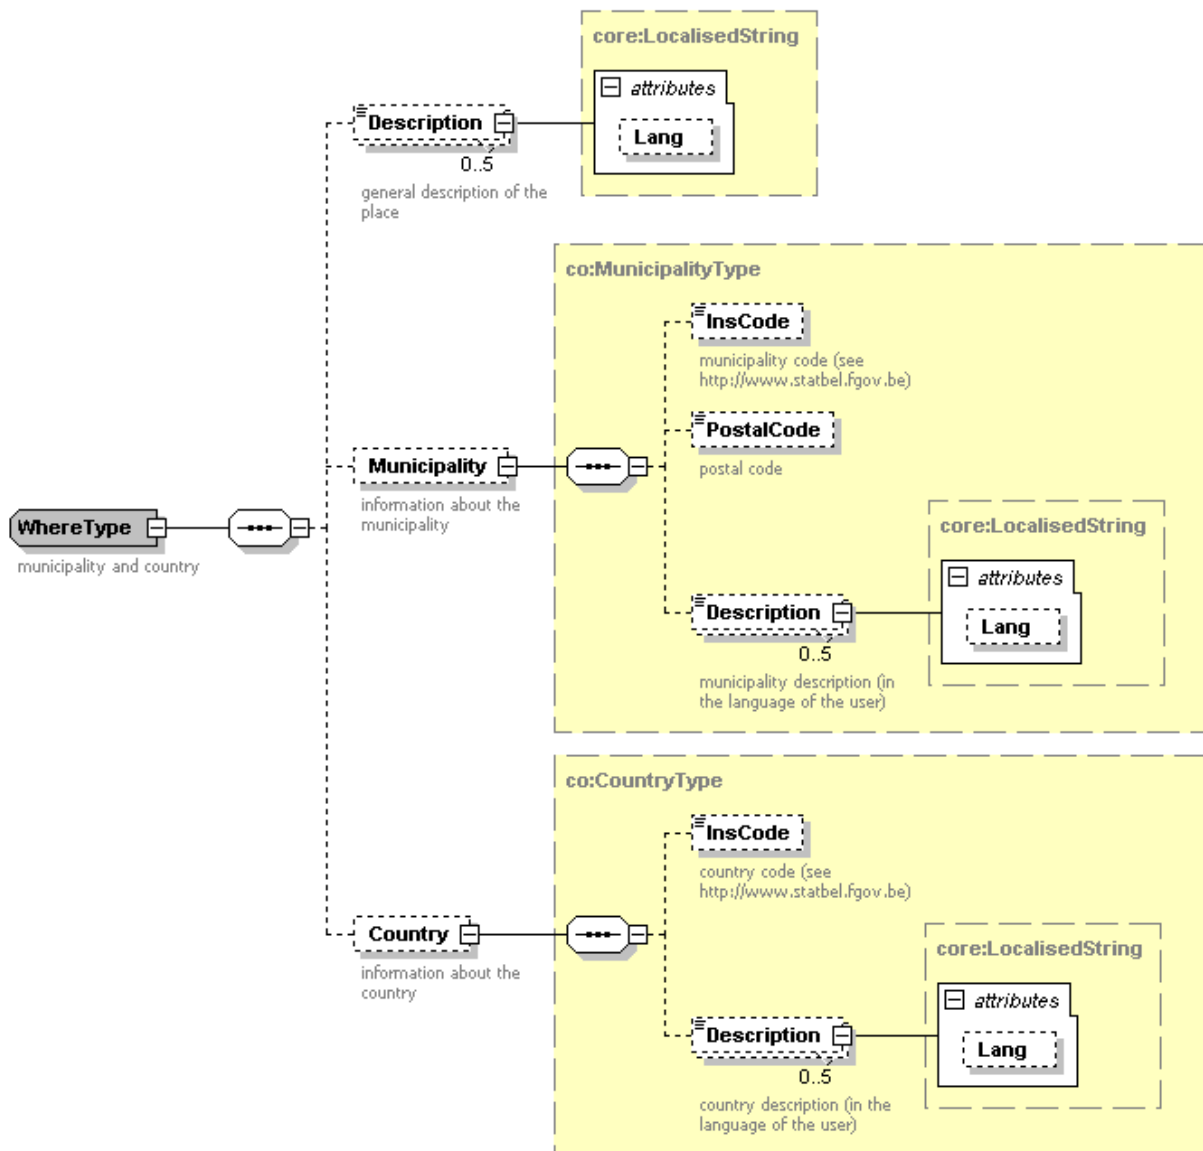 core:LocalisedString
attributes
Description
Lang
0..5
general description of the
place
co:MunicipalityType
InsCode
municipality code (see
http://www.statbel.fgov.be)
PostalCode
postal code
Municipality
information about the
municipality
core:LocalisedString
attributes
Description
Lang
0..5
municipality description (in
the language of the user)
WhereType
municipality and country
co:CountryType
InsCode
country code (see
http://www.statbel.fgov.be)
Country
information about the
country
core:LocalisedString
attributes
Description
Lang
0..5
country description (in the
language of the user)